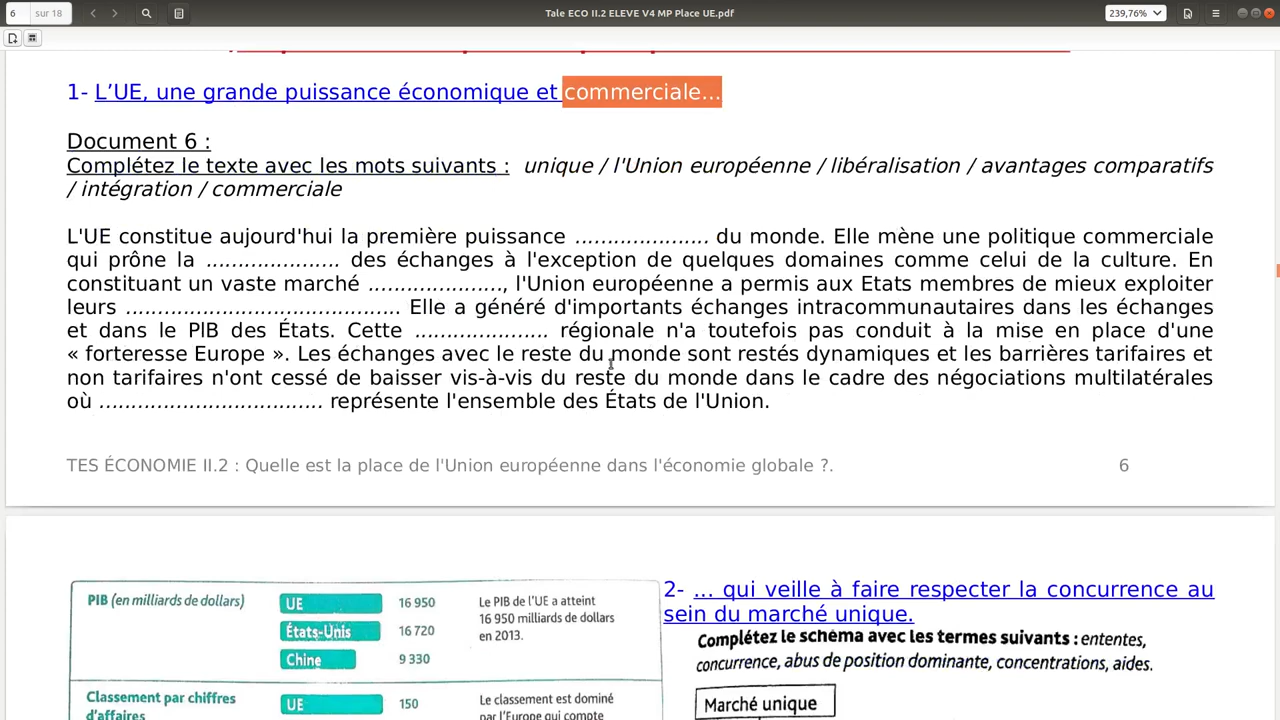 6 sur 18 Tale ECO II.2 ELEVE V4 MP Place UE.pdf 239,76%
1- L'UE, une grande puissance économique et commerciale...
Document 6 :
Complétez le texte avec les mots suivants : unique / l'Union européenne / libéralisation / avantages comparatifs
/ intégration / commerciale
L'UE constitue aujourd'hui la première puissance ..................... du monde. Elle mène une politique commerciale
qui prône la ..................... des échanges à l'exception de quelques domaines comme celui de la culture. En
constituant un vaste marché ....................., l'Union européenne a permis aux Etats membres de mieux exploiter
leurs ........................................... Elle a généré d'importants échanges intracommunautaires dans les échanges
et dans le PIB des États. Cette ..................... régionale n'a toutefois pas conduit à la mise en place d'une
« forteresse Europe ». Les échanges avec le reste du monde sont restés dynamiques et les barrières tarifaires et
non tarifaires n'ont cessé de baisser vis-à-vis du reste du monde dans le cadre des négociations multilatérales
où ................................... représente l'ensemble des États de l'Union.
TES ÉCONOMIE II.2 : Quelle est la place de l'Union européenne dans l'économie globale ?. 6
PIB (en milliards de dollars)
UE 16 950
États-Unis 16 720
Chine 9 330
Le PIB de l'UE a atteint
16 950 milliards de dollars
en 2013.
Classement par chiffres
d'affaires
UE 150
Le classement est dominé
par l'Europe qui compte
2- ... qui veille à faire respecter la concurrence au
sein du marché unique.
Complétez le schéma avec les termes suivants : ententes,
concurrence, abus de position dominante, concentrations, aides.
Marché unique